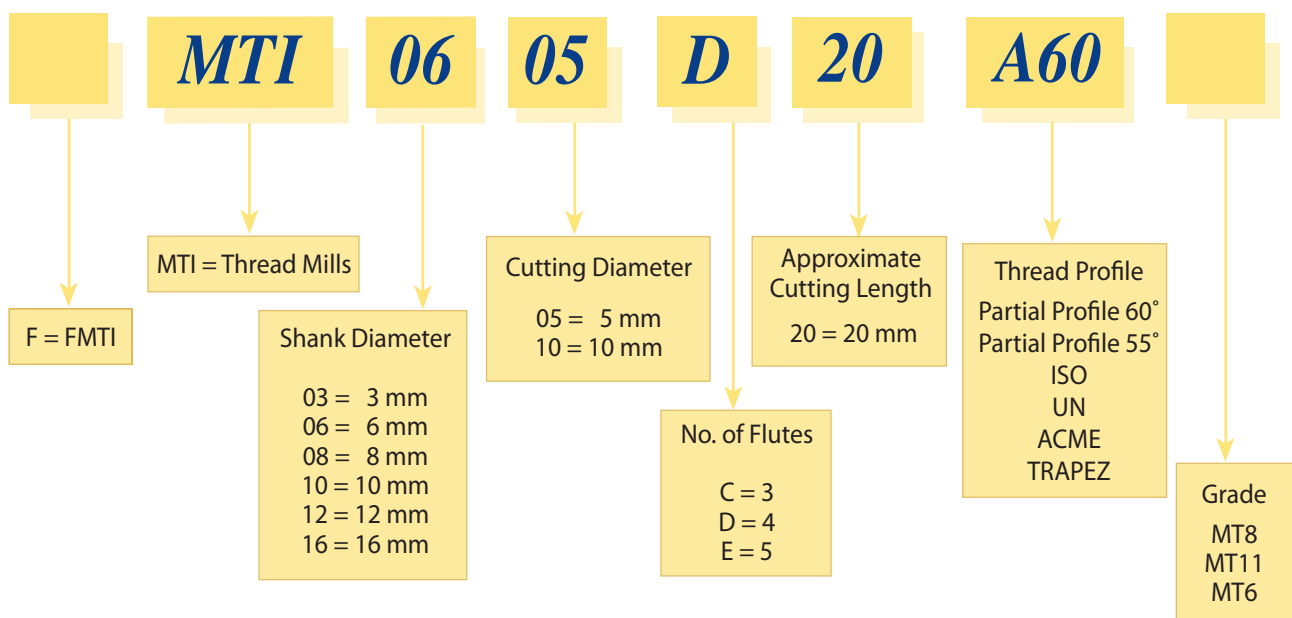 MTI 06 05 D 20 A60
F = FMTI
MTI = Thread Mills
Shank Diameter
03 = 3 mm
06 = 6 mm
08 = 8 mm
10 = 10 mm
12 = 12 mm
16 = 16 mm
Cutting Diameter
05 = 5 mm
10 = 10 mm
No. of Flutes
C = 3
D = 4
E = 5
Approximate
Cutting Length
20 = 20 mm
Thread Profile
Partial Profile 60°
Partial Profile 55°
ISO
UN
ACME
TRAPEZ
Grade
MT8
MT11
MT6